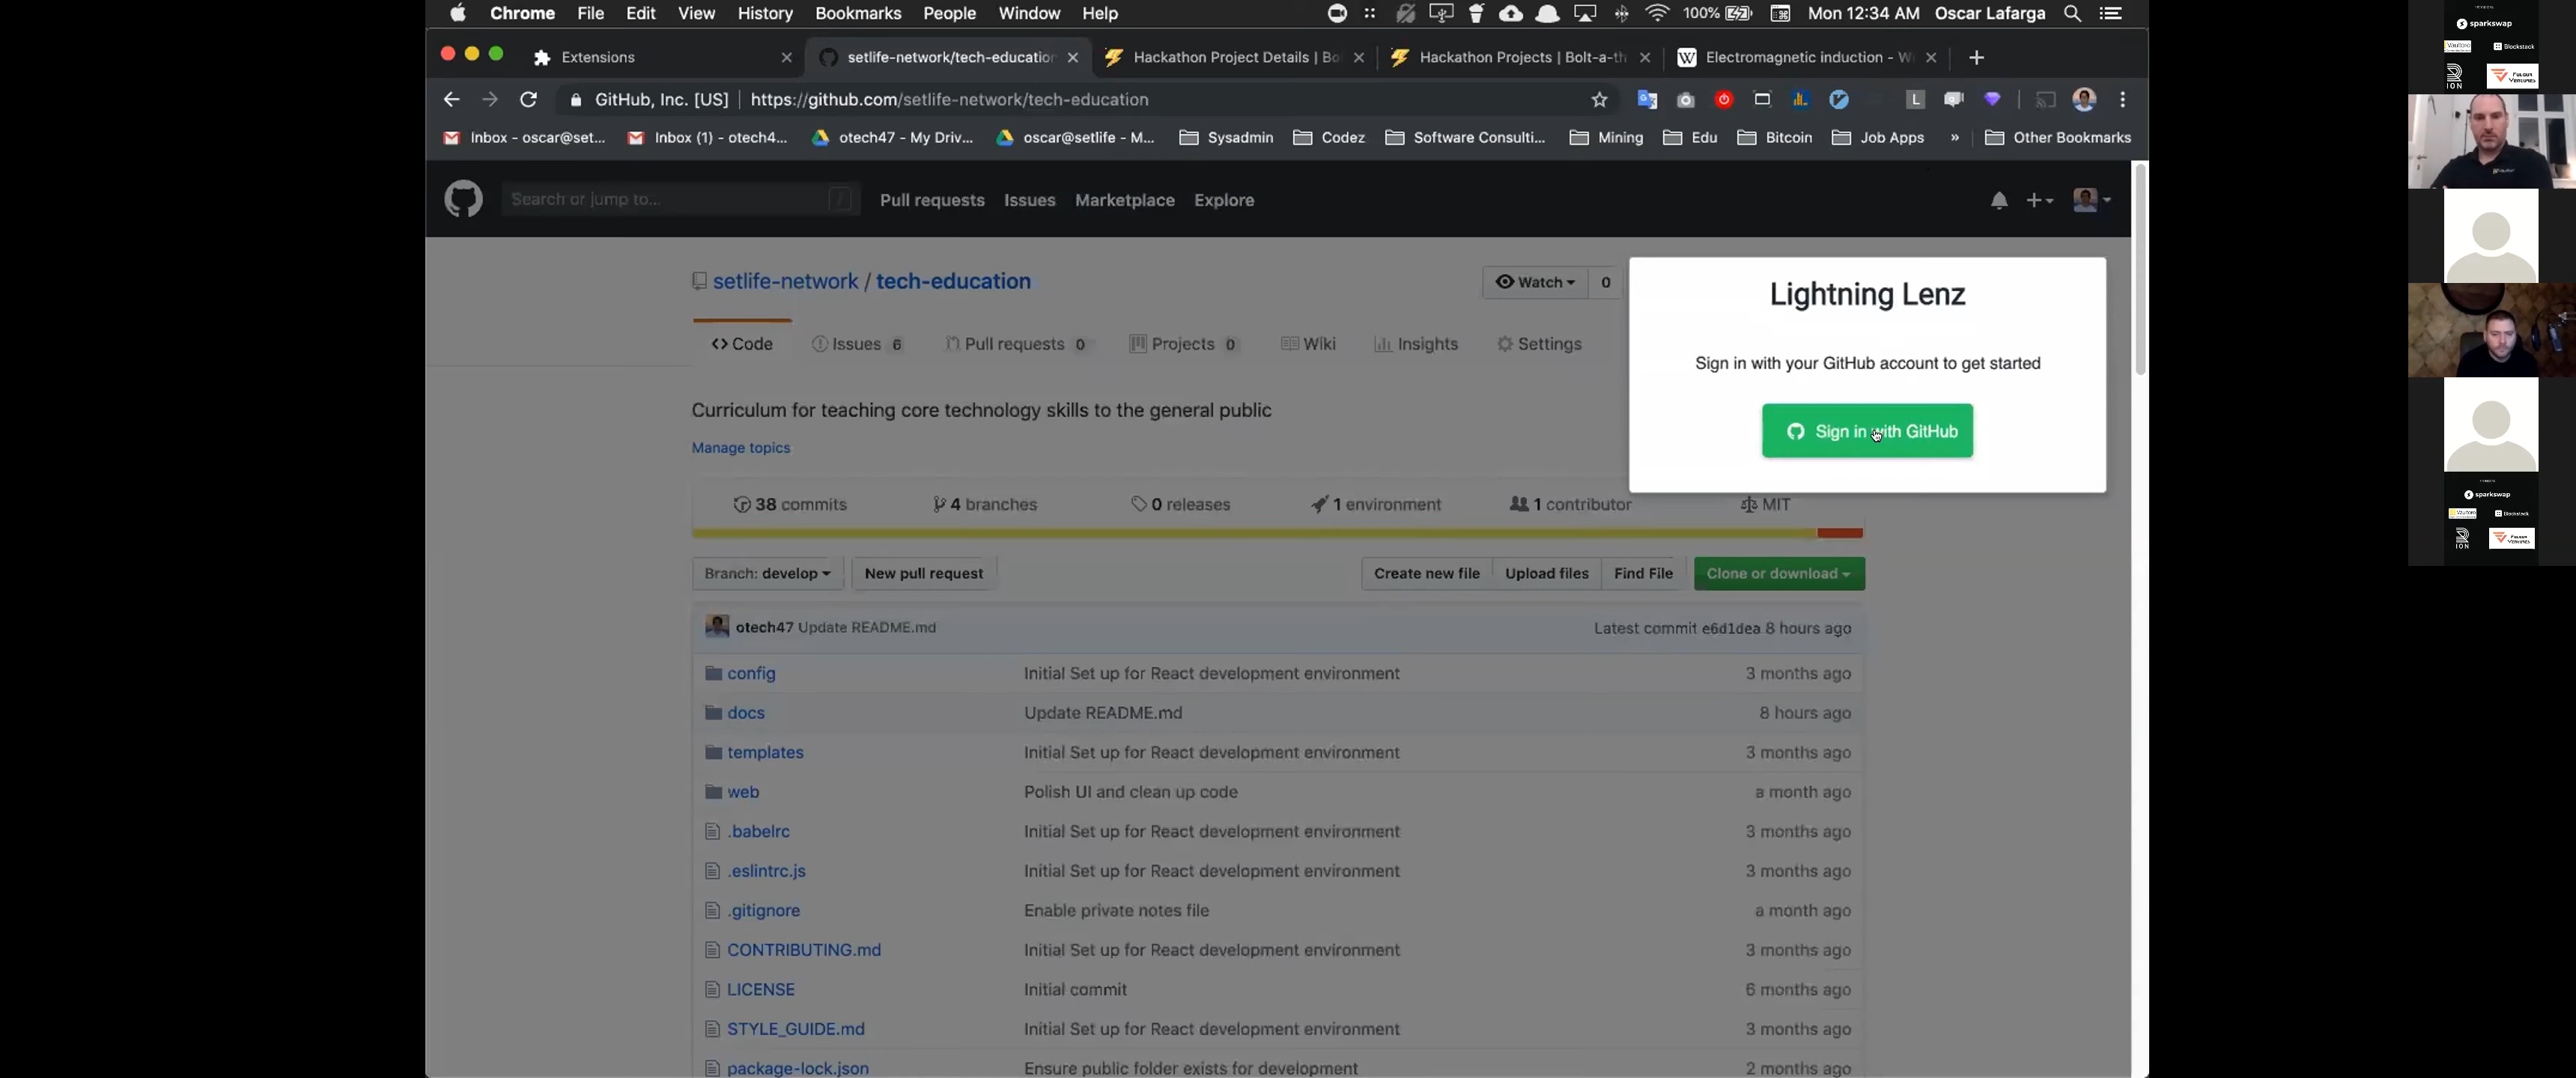 Chrome File Edit View History Bookmarks People Window Help 100% Mon 12:34 AM Oscar Lafarga
Extensions setlife-network/tech-education Hackathon Project Details | Bo Hackathon Projects | Bolt-a-th Electromagnetic induction - W
GitHub, Inc. [US] https://github.com/setlife-network/tech-education
Inbox - oscar@set... Inbox (1) - otech4... otech47 - My Driv... oscar@setlife - M... Sysadmin Codez Software Consulti... Mining Edu Bitcoin Job Apps » Other Bookmarks
Search or jump to... / Pull requests Issues Marketplace Explore
setlife-network / tech-education Watch 0
Code Issues 6 Pull requests 0 Projects 0 Wiki Insights Settings
Curriculum for teaching core technology skills to the general public
Manage topics
Lightning Lenz
Sign in with your GitHub account to get started
Sign in with GitHub
38 commits 4 branches 0 releases 1 environment 1 contributor MIT
Branch: develop New pull request Create new file Upload files Find File Clone or download
otech47 Update README.md Latest commit e6d1dea 8 hours ago
config Initial Set up for React development environment 3 months ago
docs Update README.md 8 hours ago
templates Initial Set up for React development environment 3 months ago
web Polish UI and clean up code a month ago
.babelrc Initial Set up for React development environment 3 months ago
.eslintrc.js Initial Set up for React development environment 3 months ago
.gitignore Enable private notes file a month ago
CONTRIBUTING.md Initial Set up for React development environment 3 months ago
LICENSE Initial commit 6 months ago
STYLE_GUIDE.md Initial Set up for React development environment 3 months ago
package-lock.json Ensure public folder exists for development 2 months ago
sparkswap
Vaultoro Blockstack
ION FULGUR VENTURES
sparkswap
Vaultoro Blockstack
ION FULGUR VENTURES